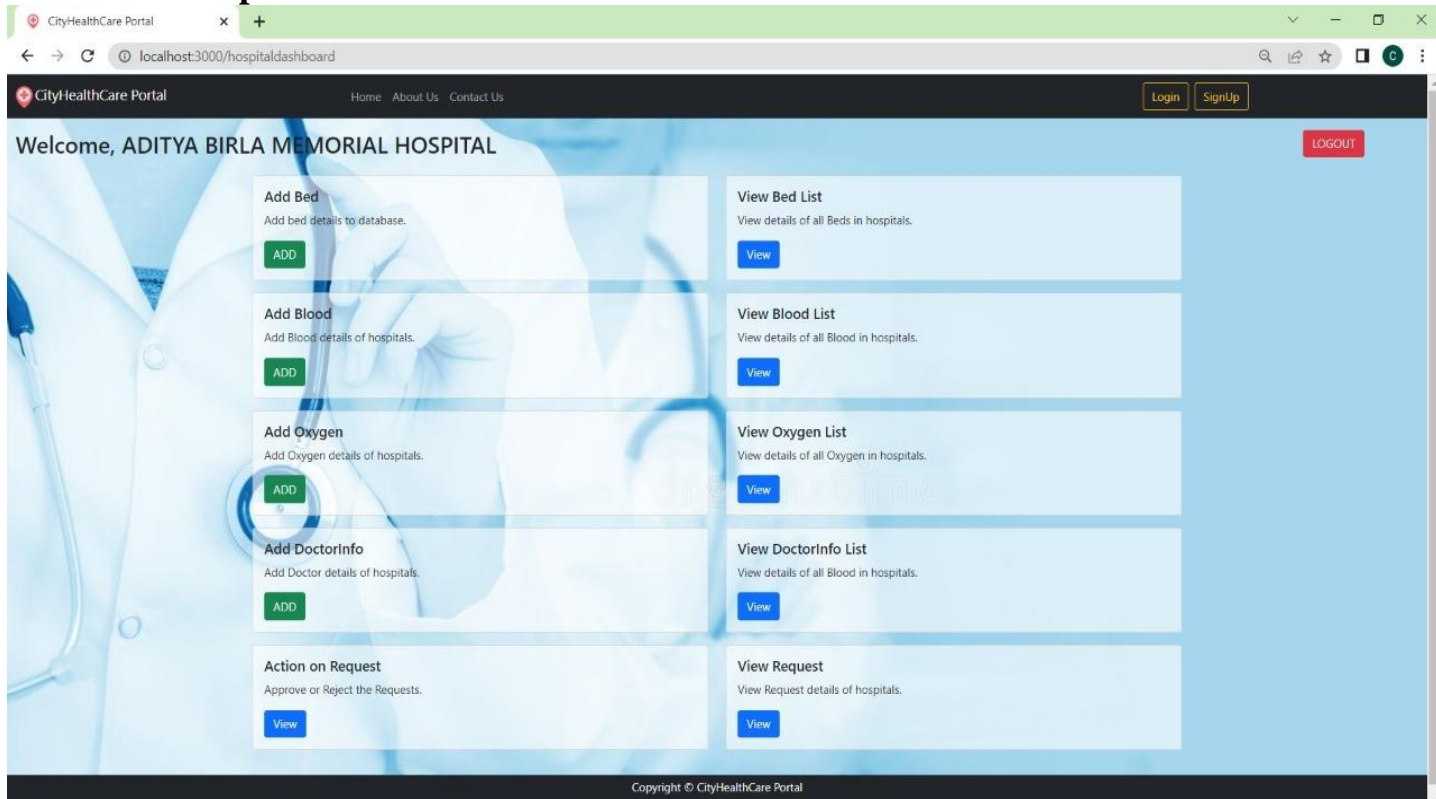 CityHealthCare Portal
localhost:3000/hospitaldashboard
C
CityHealthCare Portal
Home About Us Contact Us
Login SignUp
Welcome, ADITYA BIRLA MEMORIAL HOSPITAL
LOGOUT
Add Bed
Add bed details to database.
ADD
View Bed List
View details of all Beds in hospitals.
View
Add Blood
Add Blood details of hospitals.
ADD
View Blood List
View details of all Blood in hospitals.
View
Add Oxygen
Add Oxygen details of hospitals.
ADD
View Oxygen List
View details of all Oxygen in hospitals.
View
Add DoctorInfo
Add Doctor details of hospitals.
ADD
View DoctorInfo List
View details of all Blood in hospitals.
View
Action on Request
Approve or Reject the Requests.
View
View Request
View Request details of hospitals.
View
Copyright © CityHealthCare Portal